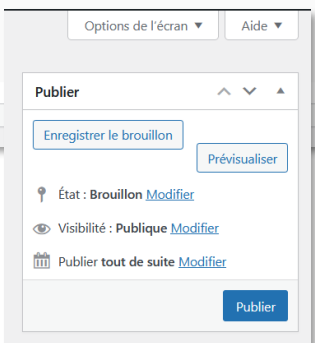 Options de l'écran ▼ Aide ▼
Publier
Enregistrer le brouillon
Prévisualiser
État : Brouillon Modifier
Visibilité : Publique Modifier
Publier tout de suite Modifier
Publier